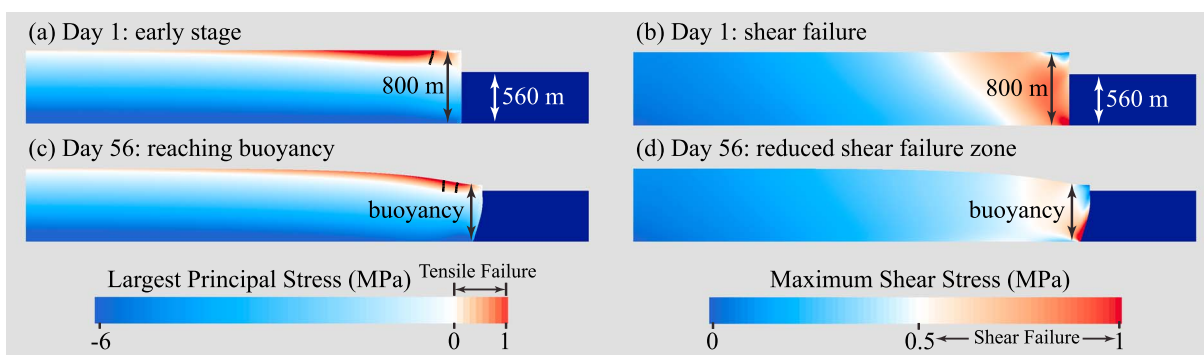 (a) Day 1: early stage
800 m
560 m
(b) Day 1: shear failure
800 m
560 m
(c) Day 56: reaching buoyancy
buoyancy
(d) Day 56: reduced shear failure zone
buoyancy
Largest Principal Stress (MPa)
Tensile Failure
-6
0
1
Maximum Shear Stress (MPa)
0
0.5
Shear Failure
1